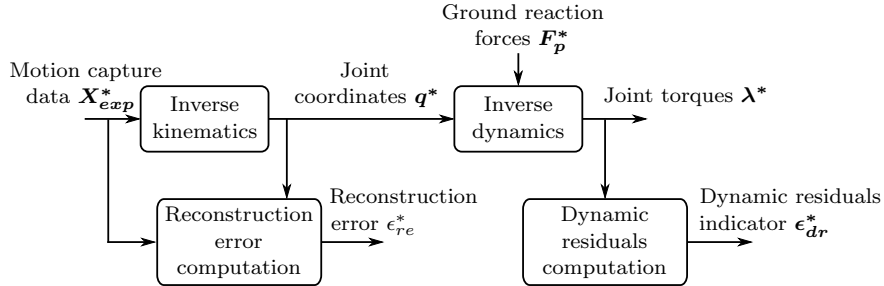 Ground reaction
forces F*p
Motion capture
data X*exp
Joint
coordinates q*
Joint torques λ*
Inverse
kinematics
Inverse
dynamics
Reconstruction
error
computation
Reconstruction
error ϵ*re
Dynamic
residuals
computation
Dynamic residuals
indicator ϵ*dr